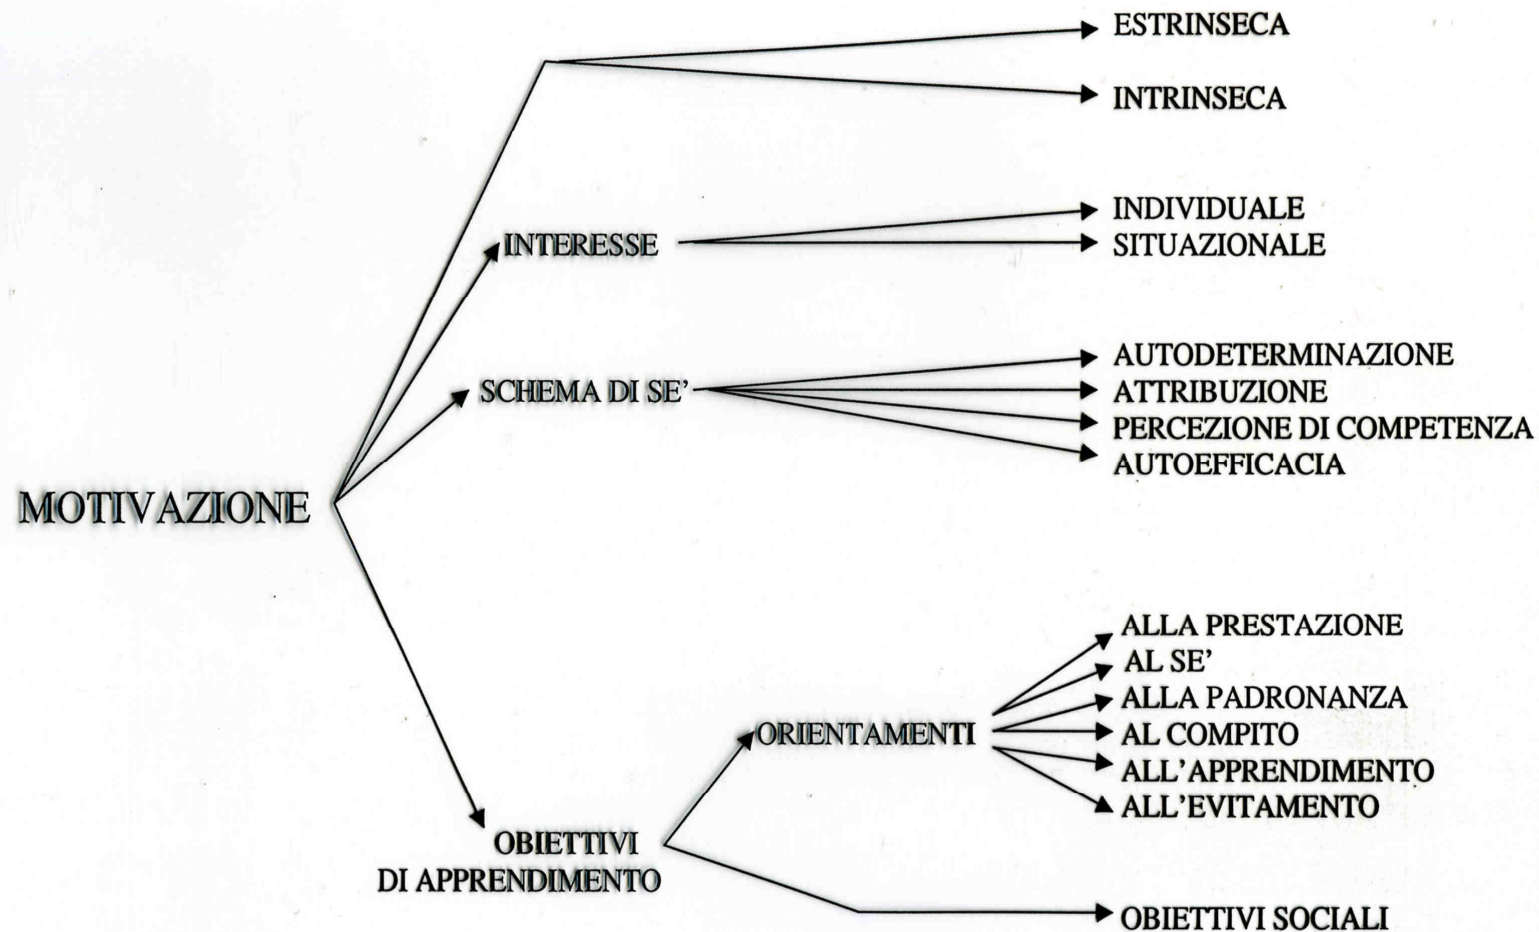 ESTRINSECA
INTRINSECA
INTERESSE
INDIVIDUALE
SITUAZIONALE
SCHEMA DI SE’
AUTODETERMINAZIONE
ATTRIBUZIONE
PERCEZIONE DI COMPETENZA
AUTOEFFICACIA
MOTIVAZIONE
OBIETTIVI
DI APPRENDIMENTO
ORIENTAMENTI
ALLA PRESTAZIONE
AL SE’
ALLA PADRONANZA
AL COMPITO
ALL’APPRENDIMENTO
ALL’EVITAMENTO
OBIETTIVI SOCIALI